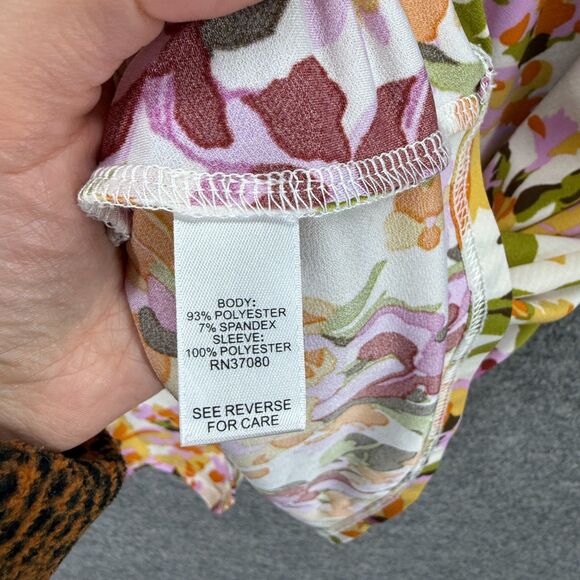 BODY:
93% POLYESTER
7% SPANDEX
SLEEVE:
100% POLYESTER
RN37080
SEE REVERSE
FOR CARE